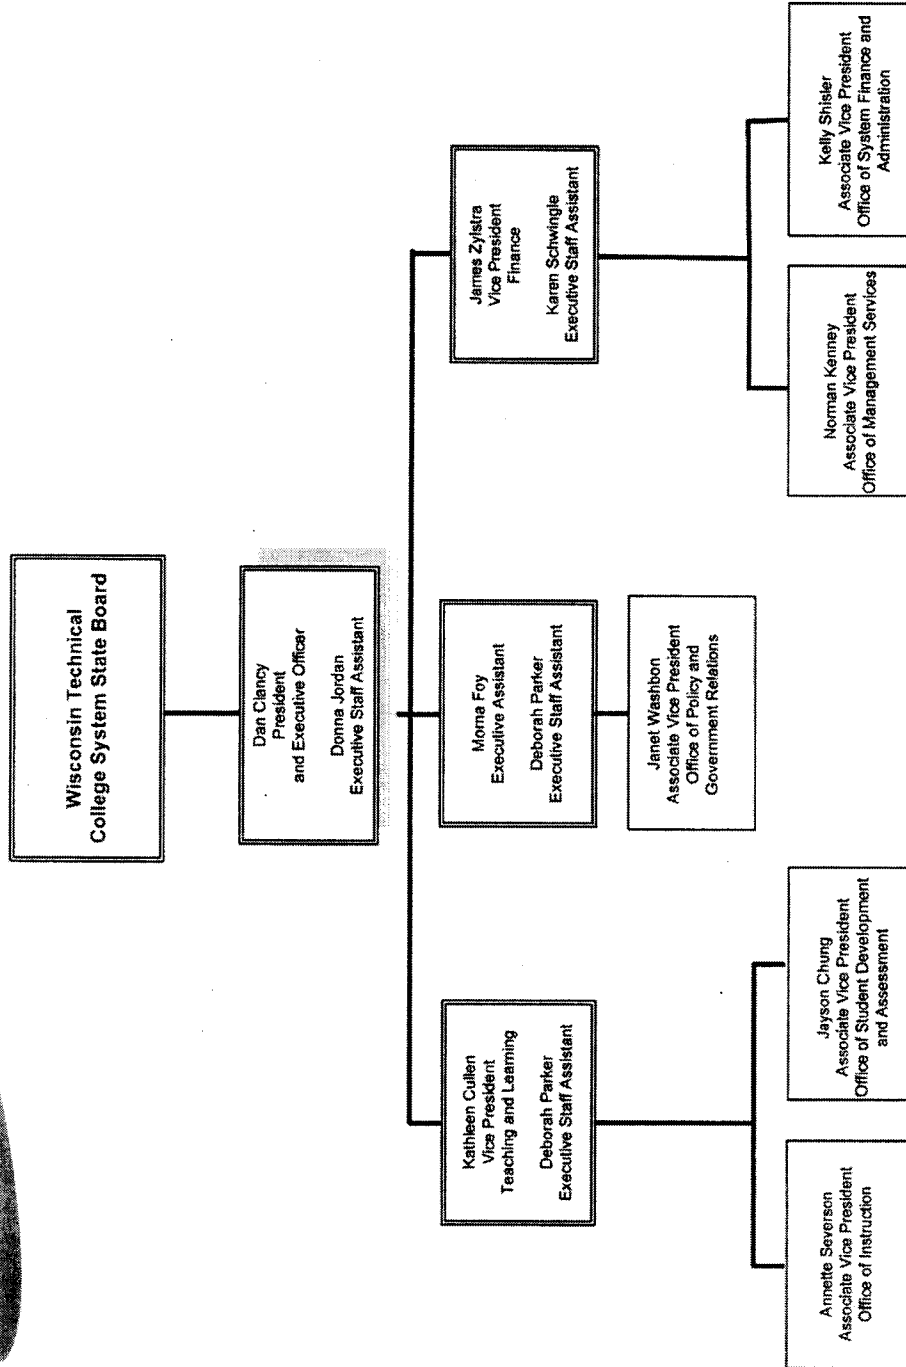 Wisconsin Technical
College System State Board
Dan Clancy
President
and Executive Officer
Donna Jordan
Executive Staff Assistant
Kathleen Cullen
Vice President
Teaching and Learning
Deborah Parker
Executive Staff Assistant
Morna Foy
Executive Assistant
Deborah Parker
Executive Staff Assistant
James Zylstra
Vice President
Finance
Karen Schwingle
Executive Staff Assistant
Janet Washbon
Associate Vice President
Office of Policy and
Government Relations
Annette Severson
Associate Vice President
Office of Instruction
Jayson Chung
Associate Vice President
Office of Student Development
and Assessment
Norman Kenney
Associate Vice President
Office of Management Services
Kelly Shisler
Associate Vice President
Office of System Finance and
Administration